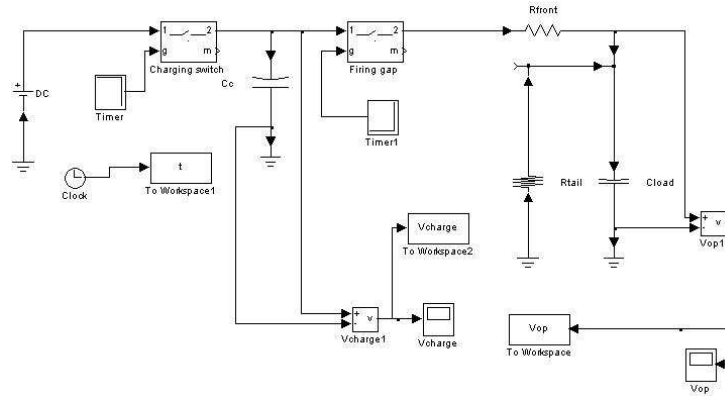 Rfront
1 2
g m
Charging switch
1 2
g m
Firing gap
+
DC
Cc
Timer
Timer1
t
To Workspace1
Clock
Rtail
Cload
+ v
-
Vop1
Vcharge
To Workspace2
+ v
-
Vcharge1
Vcharge
Vop
To Workspace
Vop